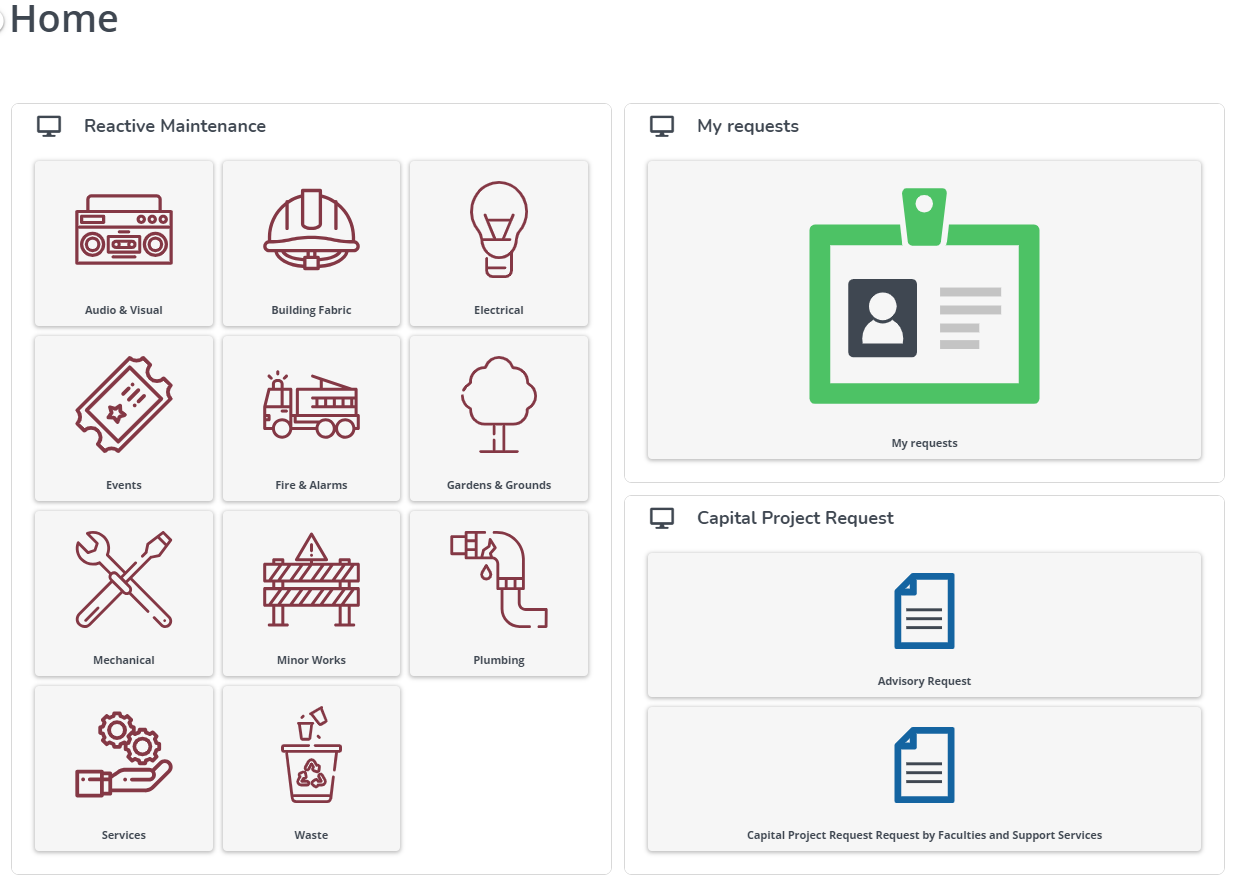 Home
Reactive Maintenance
Audio & Visual
Building Fabric
Electrical
Events
Fire & Alarms
Gardens & Grounds
Mechanical
Minor Works
Plumbing
Services
Waste
My requests
My requests
Capital Project Request
Advisory Request
Capital Project Request Request by Faculties and Support Services